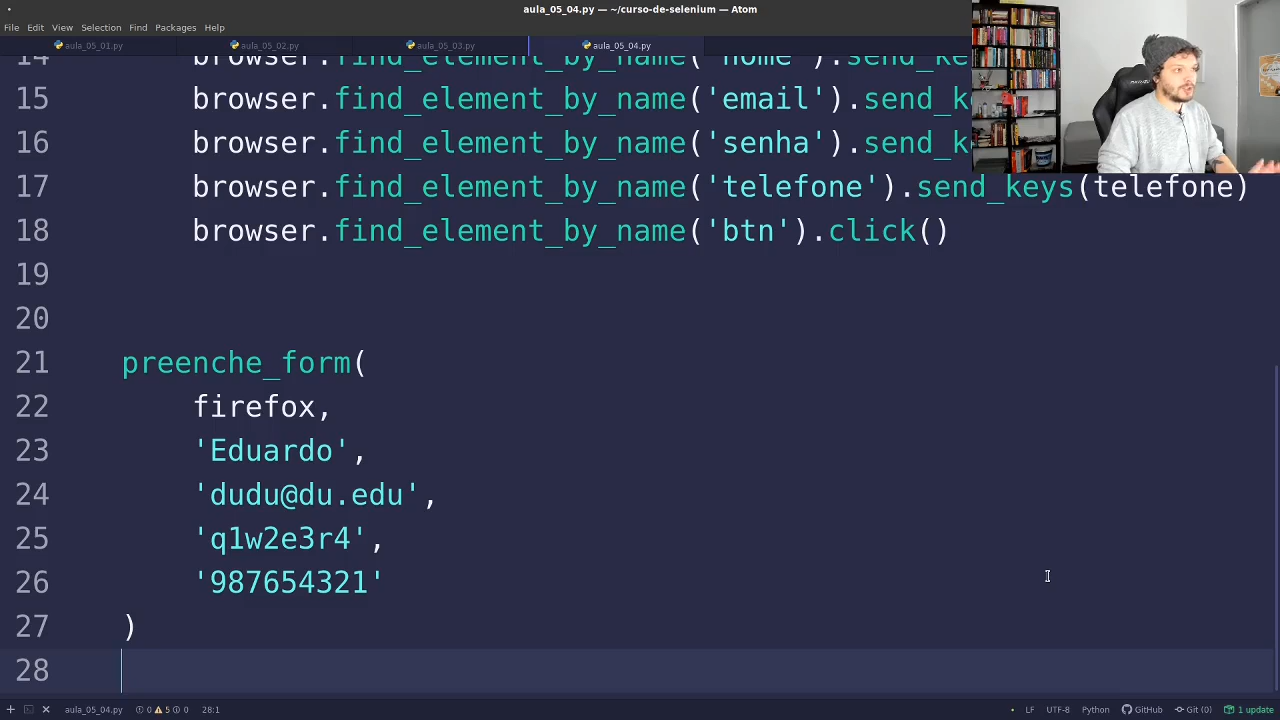 aula_05_04.py — ~/curso-de-selenium — Atom
File Edit View Selection Find Packages Help
aula_05_01.py aula_05_02.py aula_05_03.py aula_05_04.py
14 browser.find_element_by_name('nome').send_ke
15 browser.find_element_by_name('email').send_k
16 browser.find_element_by_name('senha').send_k
17 browser.find_element_by_name('telefone').send_keys(telefone)
18 browser.find_element_by_name('btn').click()
19
20
21 preenche_form(
22 firefox,
23 'Eduardo',
24 'dudu@du.edu',
25 'q1w2e3r4',
26 '987654321'
27 )
28
aula_05_04.py 0 5 0 28:1 LF UTF-8 Python GitHub Git (0) 1 update